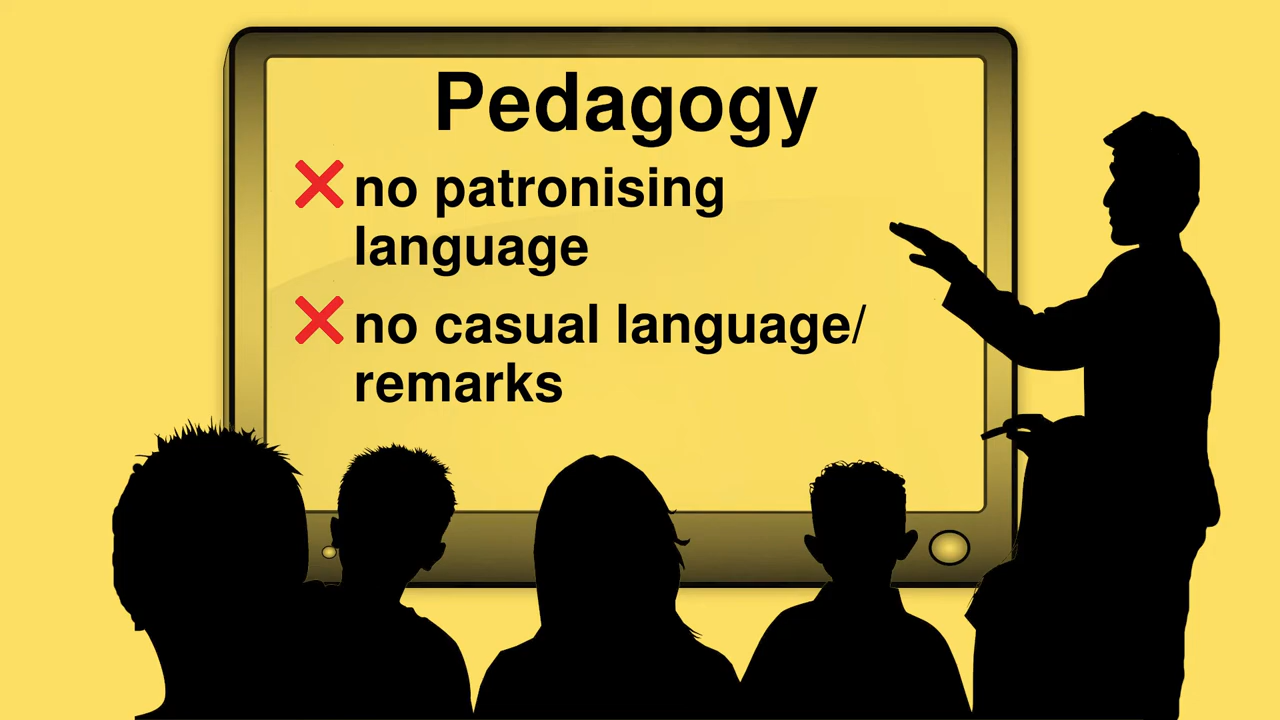 Pedagogy
no patronising
language
no casual language/
remarks